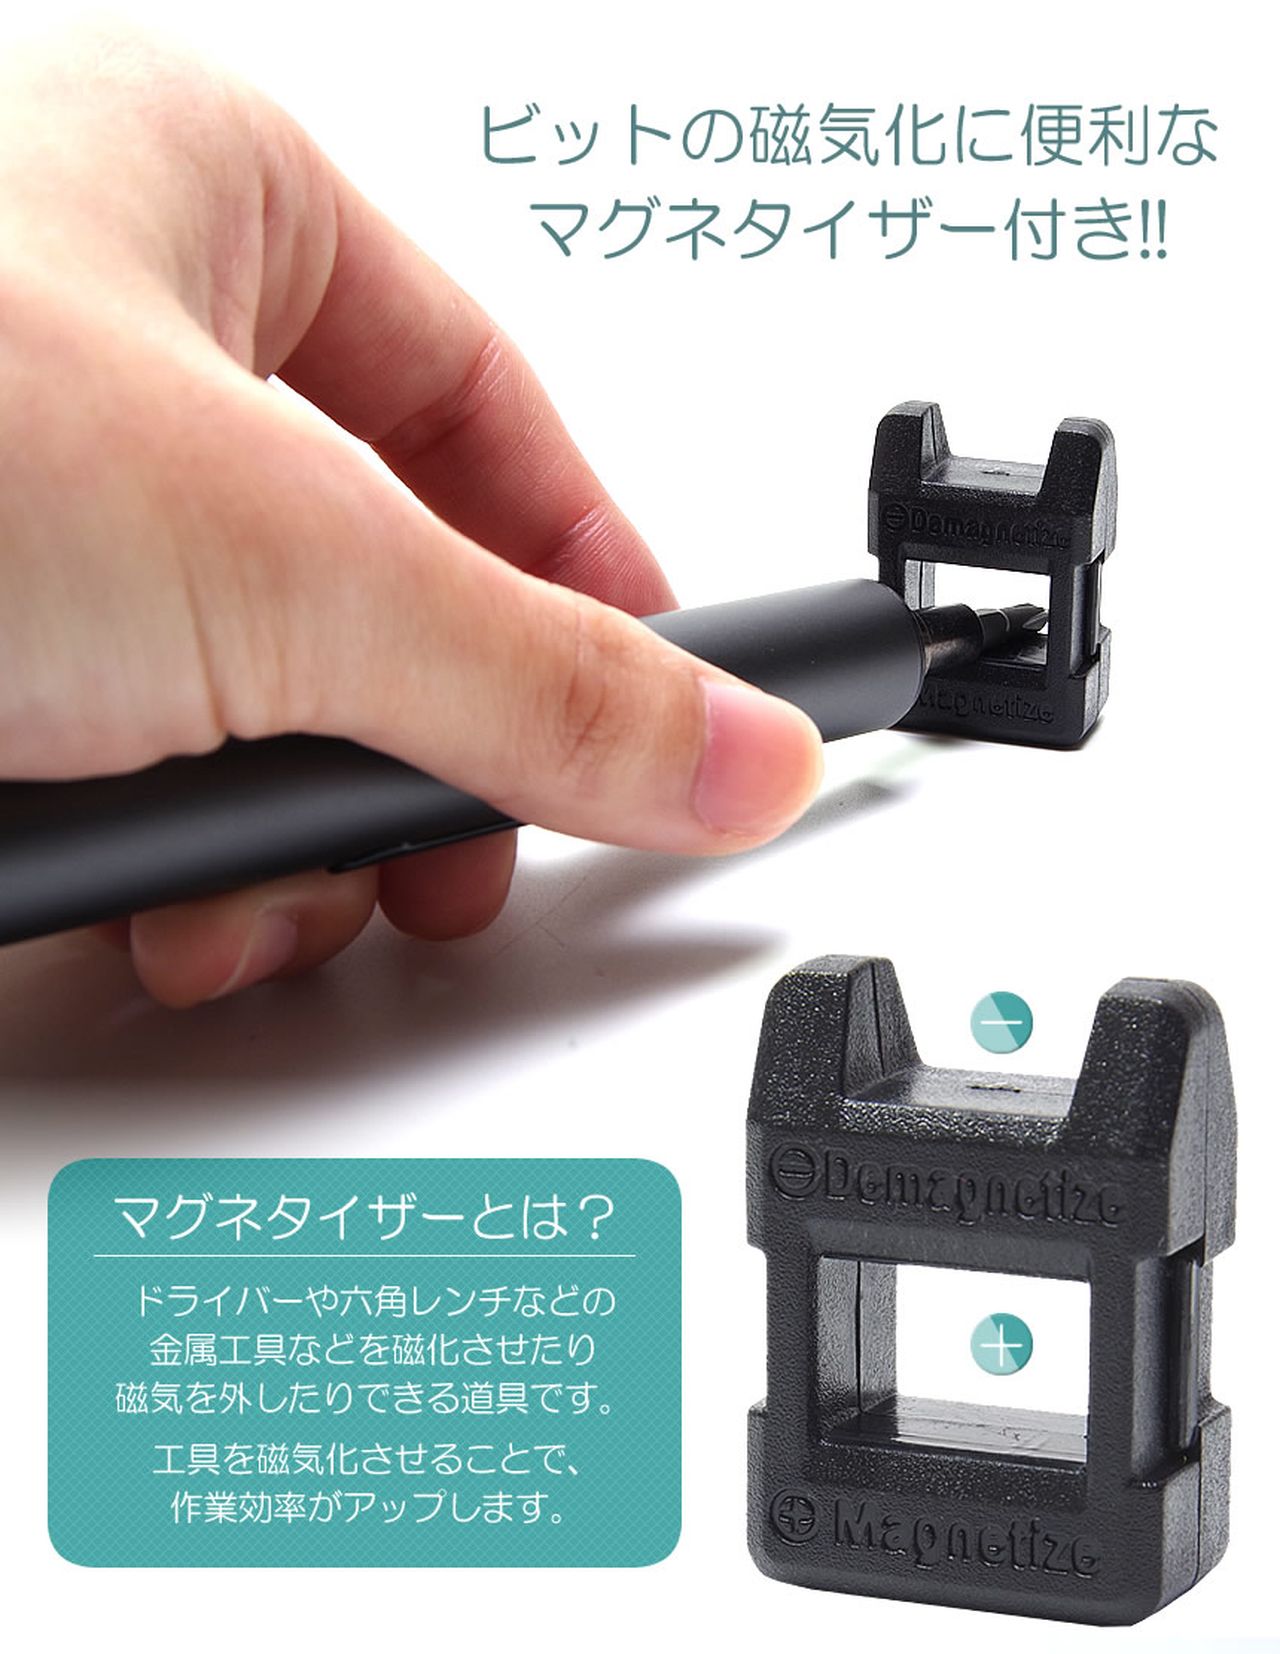 ビットの磁気化に便利な
マグネタイザー付き!!
⊖Demagnetize
Magnetize
マグネタイザーとは？
ドライバーや六角レンチなどの
金属工具などを磁化させたり
磁気を外したりできる道具です。
工具を磁気化させることで、
作業効率がアップします。
−
⊖Demagnetize
+
⊕Magnetize